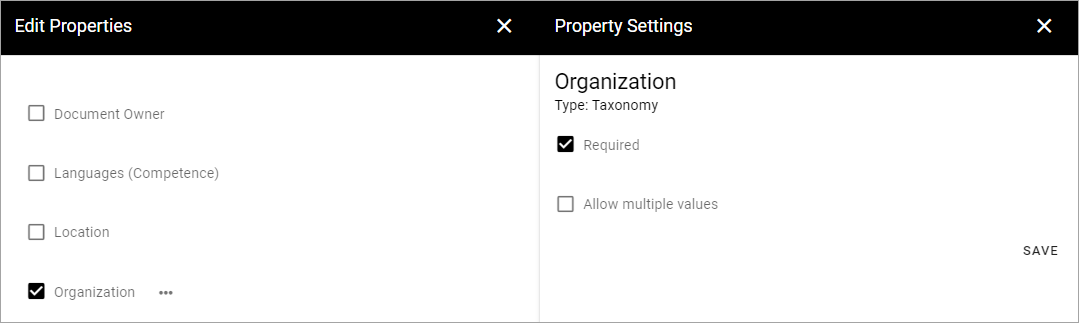 Edit Properties
Document Owner
Languages (Competence)
Location
Organization
Property Settings
Organization
Type: Taxonomy
Required
Allow multiple values
SAVE